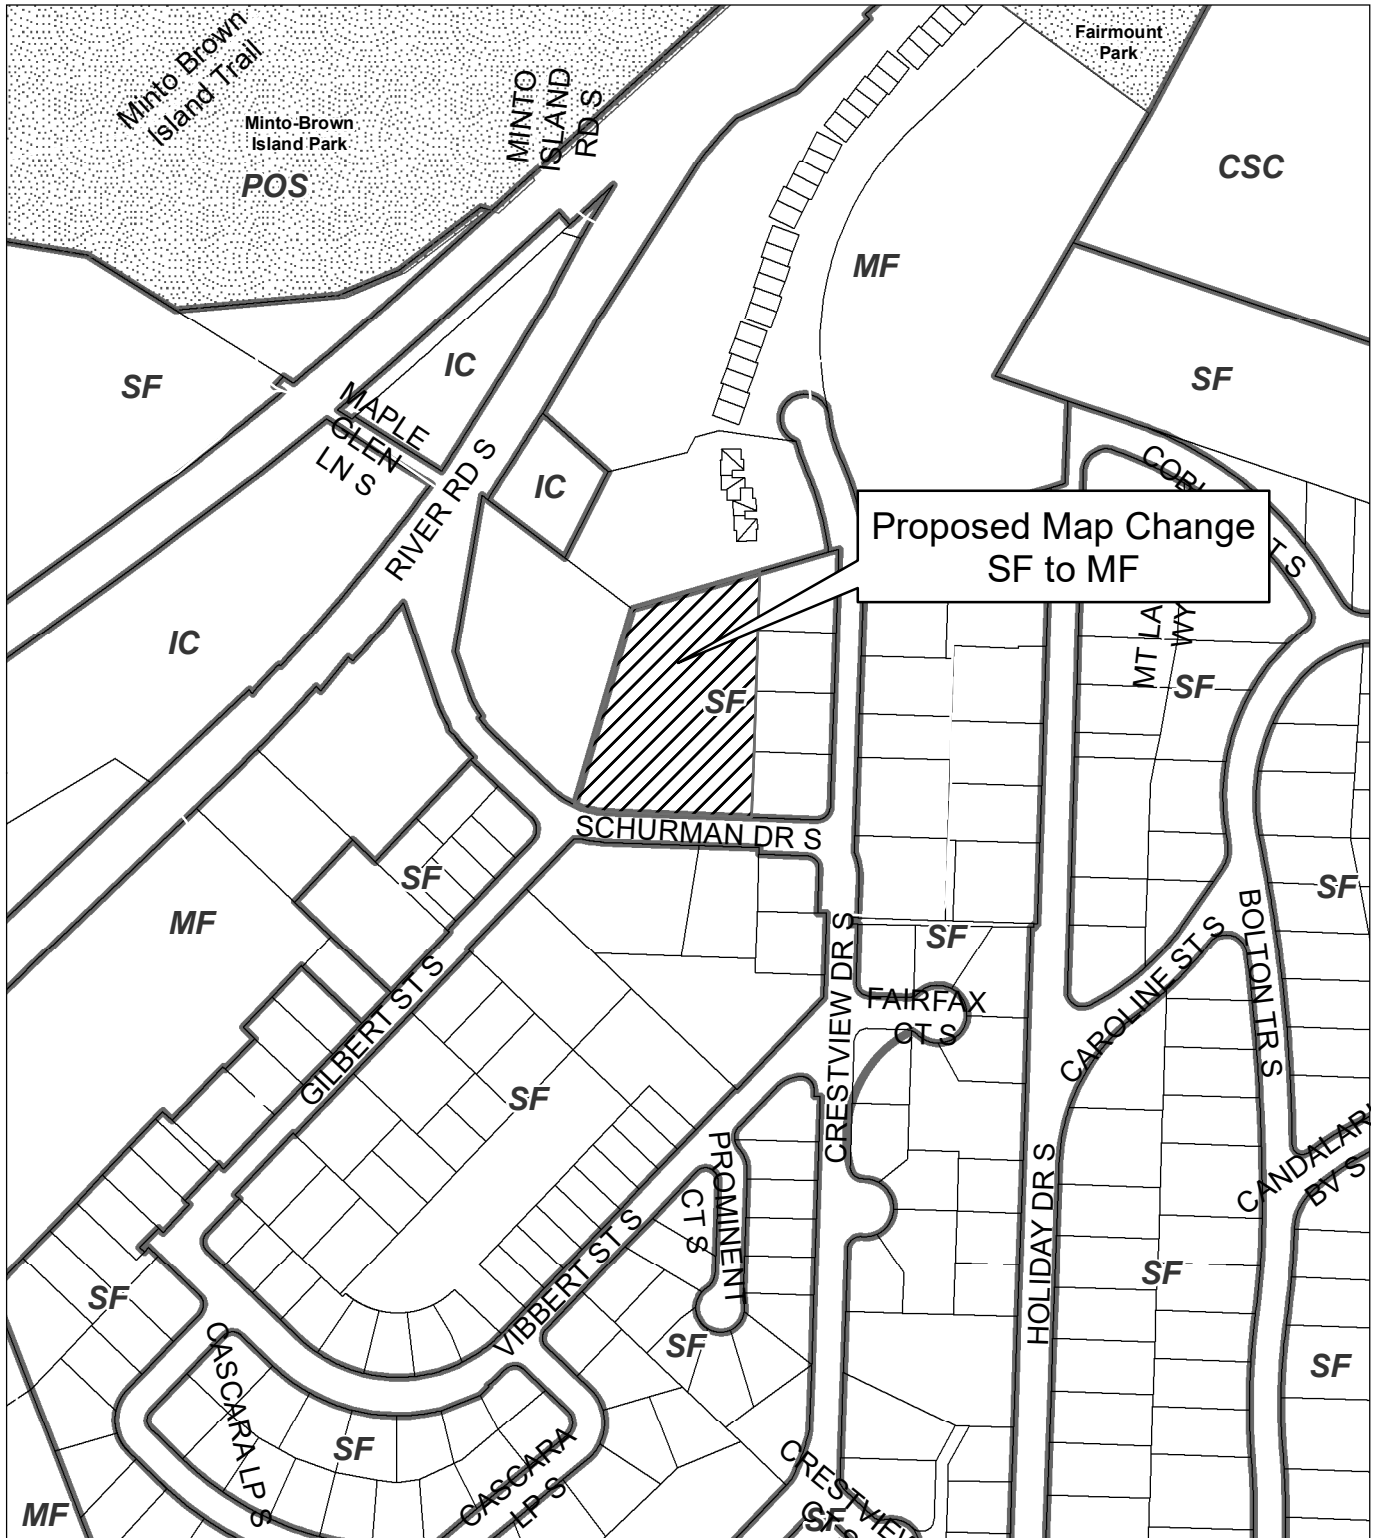 Minto Brown
Island Trail
Minto-Brown
Island Park
POS
MINTO
ISLAND
RD S
Fairmount
Park
CSC
MF
SF
IC
SF
MAPLE
GLEN
LN S
RIVER RD S
IC
Proposed Map Change
SF to MF
WY
SF
SF
IC
SCHURMAN DR S
SF
MF
SF
SF
CRESTVIEW DR S
FAIRFAX
CT S
GILBERT ST S
CAROLINE ST S
BOLTON TR S
SF
PROMINENT
CT S
HOLIDAY DR S
BV S
VIBBERT ST S
SF
SF
SF
SF
CASCARA LP S
SF
CASCARA
LP S
MF
SF